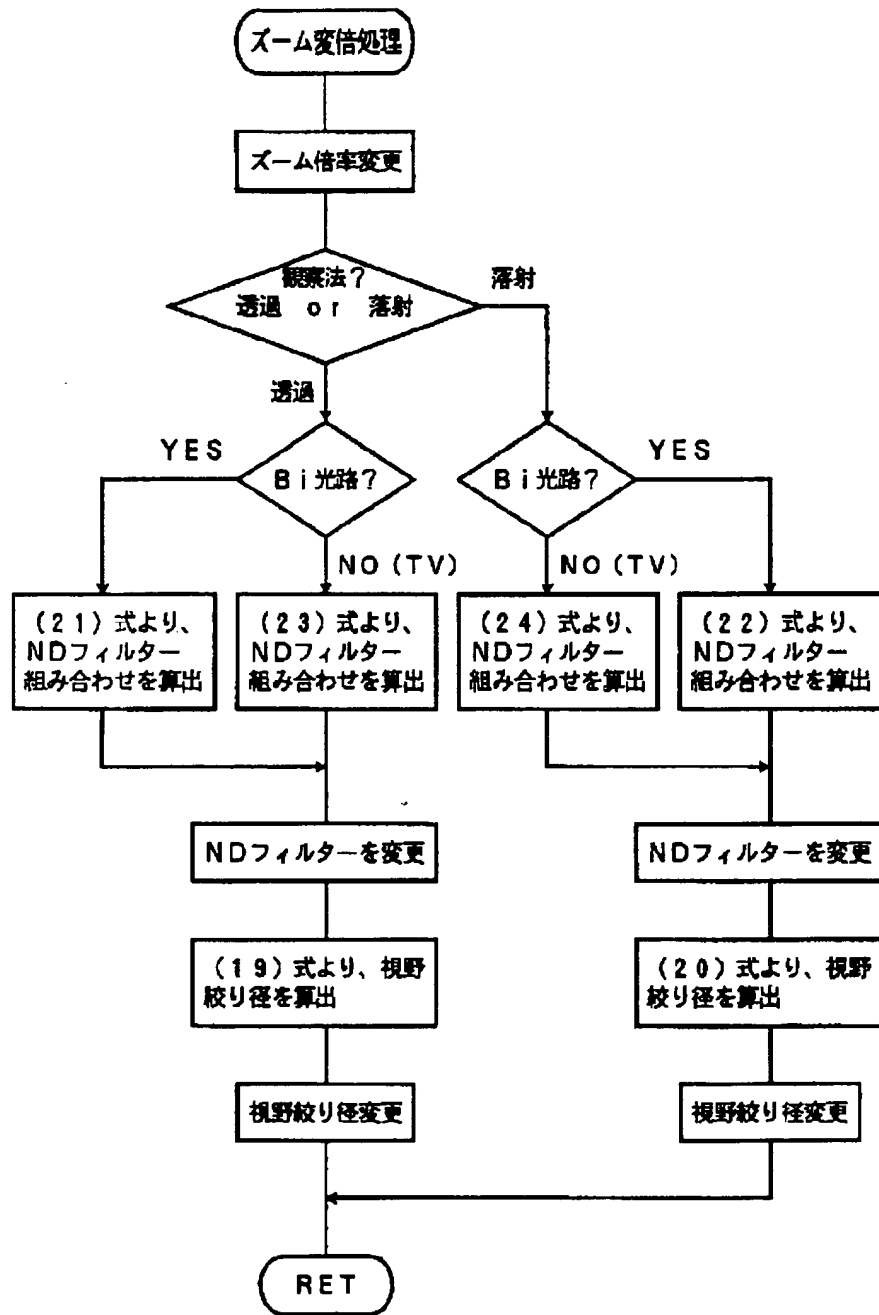 ズーム変倍処理
ズーム倍率変更
観察法？
透過 or 落射
落射
透過
YES
Bi光路？
Bi光路？
YES
NO（TV）
NO（TV）
（21）式より、
NDフィルター
組み合わせを算出
（23）式より、
NDフィルター
組み合わせを算出
（24）式より、
NDフィルター
組み合わせを算出
（22）式より、
NDフィルター
組み合わせを算出
NDフィルターを変更
NDフィルターを変更
（19）式より、視野
絞り径を算出
（20）式より、視野
絞り径を算出
視野絞り径変更
視野絞り径変更
RET